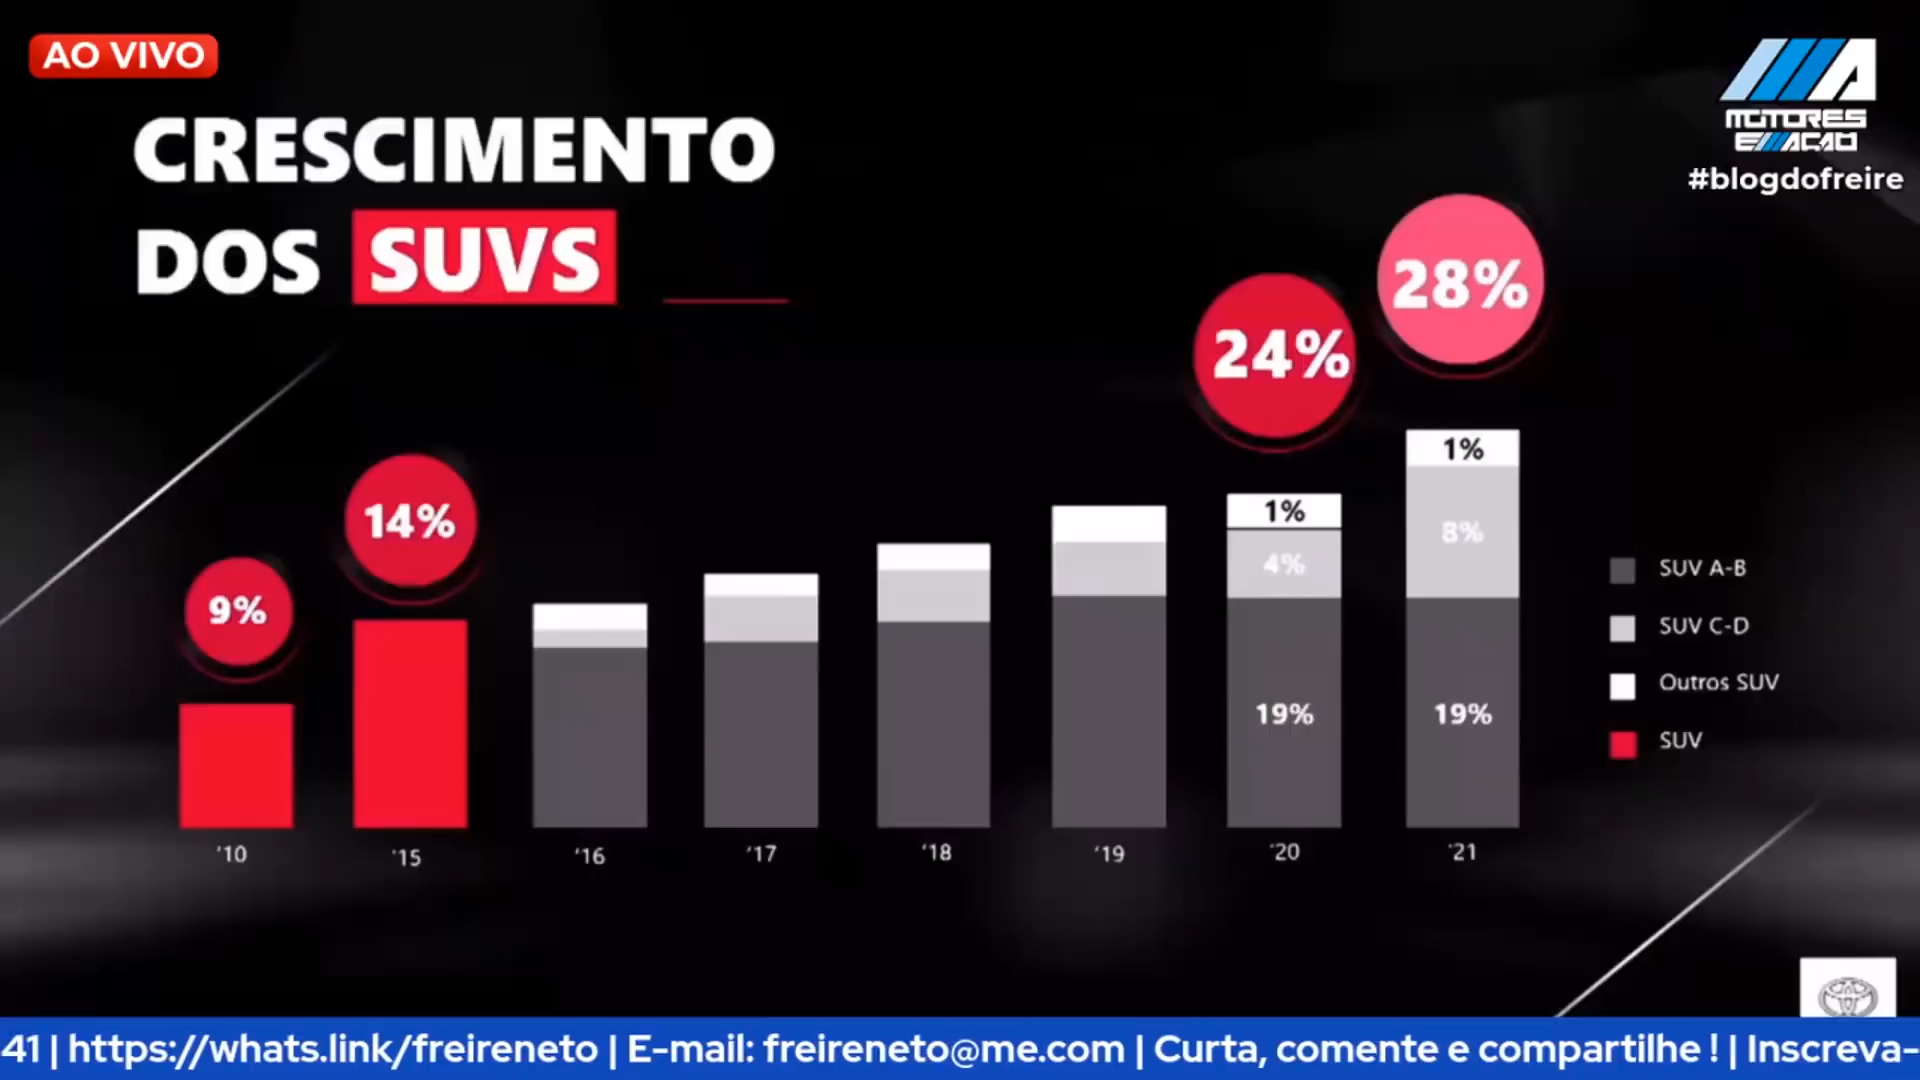 AO VIVO
MOTORES
EM AÇÃO
#blogdofreire
CRESCIMENTO
DOS SUVS
28%
24%
14%
9%
1%
8%
19%
1%
4%
19%
SUV A-B
SUV C-D
Outros SUV
SUV
'10
'15
'16
'17
'18
'19
'20
'21
41 | https://whats.link/freireneto | E-mail: freireneto@me.com | Curta, comente e compartilhe ! | Inscreva-